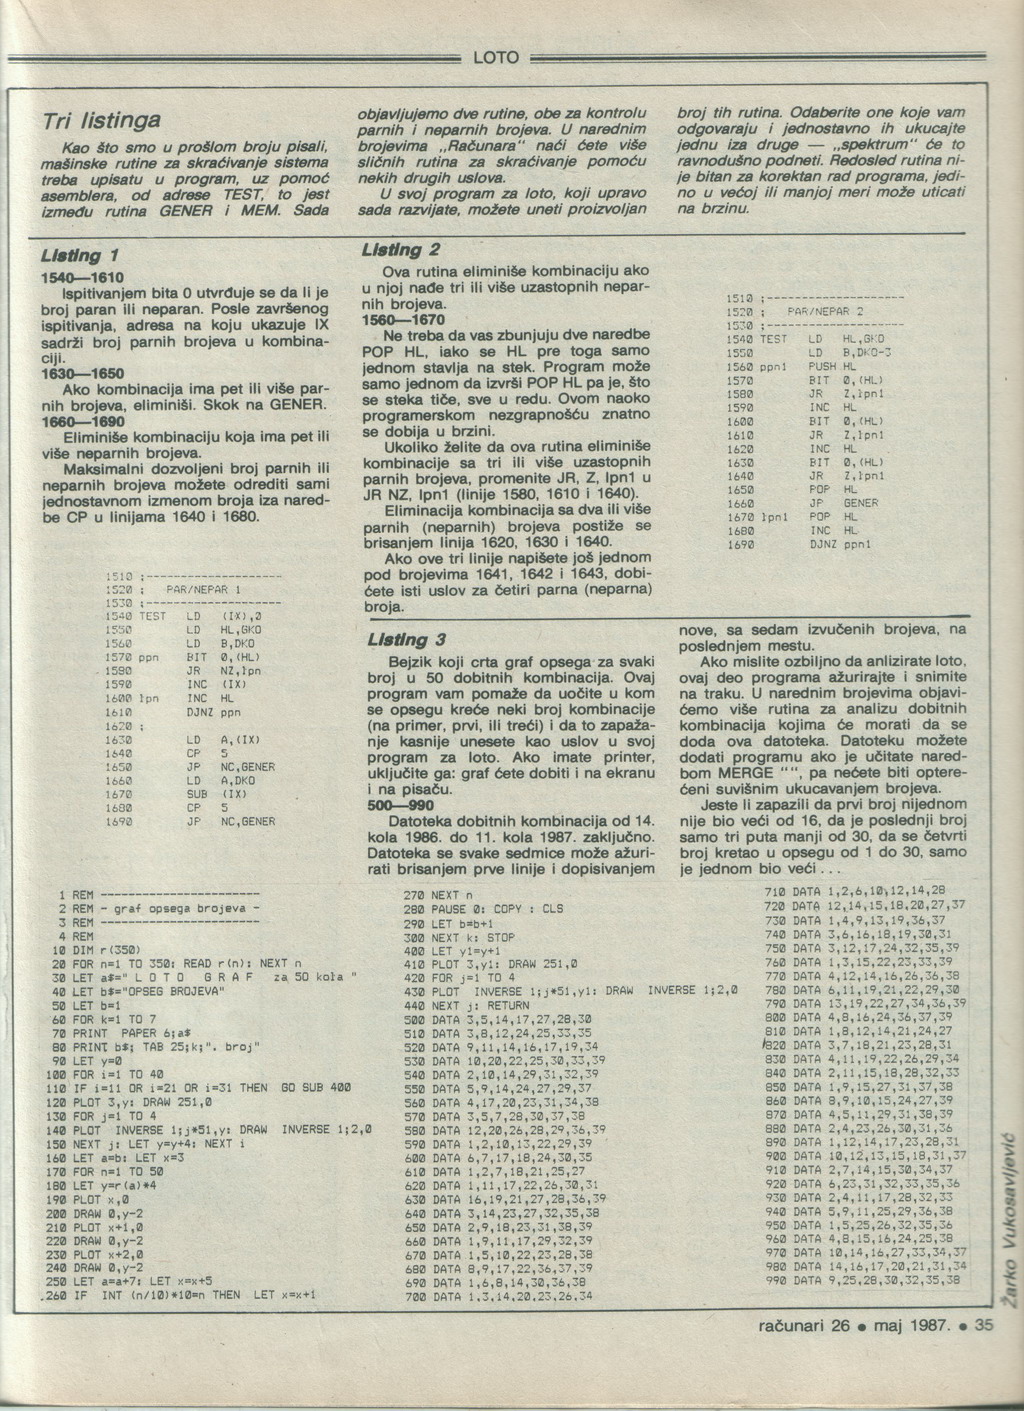 LOTO
Tri listinga
Kao što smo u prošlom broju pisali,
mašinske rutine za skraćivanje sistema
treba upisatu u program, uz pomoć
asemblera, od adrese TEST, to jest
između rutina GENER i MEM. Sada
objavljujemo dve rutine, obe za kontrolu
parnih i neparnih brojeva. U narednim
brojevima „Računara“ naći ćete više
sličnih rutina za skraćivanje pomoću
nekih drugih uslova.
U svoj program za loto, koji upravo
sada razvijate, možete uneti proizvoljan
broj tih rutina. Odaberite one koje vam
odgovaraju i jednostavno ih ukucajte
jednu iza druge — „spektrum“ će to
ravnodušno podneti. Redosled rutina ni-
je bitan za korektan rad programa, jedi-
no u većoj ili manjoj meri može uticati
na brzinu.
Listing 1
1540—1610
Ispitivanjem bita 0 utvrđuje se da li je
broj paran ili neparan. Posle završenog
ispitivanja, adresa na koju ukazuje IX
sadrži broj parnih brojeva u kombina-
ciji.
1630—1650
Ako kombinacija ima pet ili više par-
nih brojeva, eliminiši. Skok na GENER.
1660—1690
Eliminiše kombinaciju koja ima pet ili
više neparnih brojeva.
Maksimalni dozvoljeni broj parnih ili
neparnih brojeva možete odrediti sami
jednostavnom izmenom broja iza nared-
be CP u linijama 1640 i 1680.
1510 ;--------------------
1520 ; PAR/NEPAR 1
1530 ;--------------------
1540 TEST LD (IX),0
1550 LD HL,GKO
1560 LD B,DKO
1570 ppn BIT 0,(HL)
1580 JR NZ,lpn
1590 INC (IX)
1600 lpn INC HL
1610 DJNZ ppn
1620 ;
1630 LD A,(IX)
1640 CP 5
1650 JP NC,GENER
1660 LD A,DKO
1670 SUB (IX)
1680 CP 5
1690 JP NC,GENER
Listing 2
Ova rutina eliminiše kombinaciju ako
u njoj nađe tri ili više uzastopnih nepar-
nih brojeva.
1560—1670
Ne treba da vas zbunjuju dve naredbe
POP HL, iako se HL pre toga samo
jednom stavlja na stek. Program može
samo jednom da izvrši POP HL pa je, što
se steka tiče, sve u redu. Ovom naoko
programerskom nezgrapnošću znatno
se dobija u brzini.
Ukoliko želite da ova rutina eliminiše
kombinacije sa tri ili više uzastopnih
parnih brojeva, promenite JR, Z, lpn1 u
JR NZ, lpn1 (linije 1580, 1610 i 1640).
Eliminacija kombinacija sa dva ili više
parnih (neparnih) brojeva postiže se
brisanjem linija 1620, 1630 i 1640.
Ako ove tri linije napišete još jednom
pod brojevima 1641, 1642 i 1643, dobi-
ćete isti uslov za četiri parna (neparna)
broja.
1510 ;--------------------
1520 ; PAR/NEPAR 2
1530 ;--------------------
1540 TEST LD HL,GKO
1550 LD B,DKO-3
1560 ppn1 PUSH HL
1570 BIT 0,(HL)
1580 JR Z,lpn1
1590 INC HL
1600 BIT 0,(HL)
1610 JR Z,lpn1
1620 INC HL
1630 BIT 0,(HL)
1640 JR Z,lpn1
1650 POP HL
1660 JP GENER
1670 lpn1 POP HL
1680 INC HL
1690 DJNZ ppn1
Listing 3
Bejzik koji crta graf opsega za svaki
broj u 50 dobitnih kombinacija. Ovaj
program vam pomaže da uočite u kom
se opsegu kreće neki broj kombinacije
(na primer, prvi, ili treći) i da to zapaža-
nje kasnije unesete kao uslov u svoj
program za loto. Ako imate printer,
uključite ga: graf ćete dobiti i na ekranu
i na pisaču.
500—990
Datoteka dobitnih kombinacija od 14.
kola 1986. do 11. kola 1987. zaključno.
Datoteka se svake sedmice može ažuri-
rati brisanjem prve linije i dopisivanjem
nove, sa sedam izvučenih brojeva, na
poslednjem mestu.
Ako mislite ozbiljno da anlizirate loto,
ovaj deo programa ažurirajte i snimite
na traku. U narednim brojevima objavi-
ćemo više rutina za analizu dobitnih
kombinacija kojima će morati da se
doda ova datoteka. Datoteku možete
dodati programu ako je učitate nared-
bom MERGE "", pa nećete biti optere-
ćeni suvišnim ukucavanjem brojeva.
Jeste li zapazili da prvi broj nijednom
nije bio veći od 16, da je poslednji broj
samo tri puta manji od 30, da se četvrti
broj kretao u opsegu od 1 do 30, samo
je jednom bio veći . . .
1 REM -----------------------
2 REM - graf opsega brojeva -
3 REM -----------------------
4 REM
10 DIM r(350)
20 FOR n=1 TO 350: READ r(n): NEXT n
30 LET a$=" L O T O G R A F za 50 kola "
40 LET b$="OPSEG BROJEVA"
50 LET b=1
60 FOR k=1 TO 7
70 PRINT PAPER 6;a$
80 PRINT b$; TAB 25;k;". broj"
90 LET y=0
100 FOR i=1 TO 40
110 IF i=11 OR i=21 OR i=31 THEN GO SUB 400
120 PLOT 3,y: DRAW 251,0
130 FOR j=1 TO 4
140 PLOT INVERSE 1;j*51,y: DRAW INVERSE 1;2,0
150 NEXT j: LET y=y+4: NEXT i
160 LET a=b: LET x=3
170 FOR n=1 TO 50
180 LET y=r(a)*4
190 PLOT x,0
200 DRAW 0,y-2
210 PLOT x+1,0
220 DRAW 0,y-2
230 PLOT x+2,0
240 DRAW 0,y-2
250 LET a=a+7: LET x=x+5
260 IF INT (n/10)*10=n THEN LET x=x+1
270 NEXT n
280 PAUSE 0: COPY : CLS
290 LET b=b+1
300 NEXT k: STOP
400 LET y1=y+1
410 PLOT 3,y1: DRAW 251,0
420 FOR j=1 TO 4
430 PLOT INVERSE 1;j*51,y1: DRAW INVERSE 1;2,0
440 NEXT j: RETURN
500 DATA 3,5,14,17,27,28,30
510 DATA 3,8,12,24,25,33,35
520 DATA 9,11,14,16,17,19,34
530 DATA 10,20,22,25,30,33,39
540 DATA 2,10,14,29,31,32,39
550 DATA 5,9,14,24,27,29,37
560 DATA 4,17,20,23,31,34,38
570 DATA 3,5,7,28,30,37,38
580 DATA 12,20,26,28,29,36,39
590 DATA 1,2,10,13,22,29,39
600 DATA 6,7,17,18,24,30,35
610 DATA 1,2,7,18,21,25,27
620 DATA 1,11,17,22,26,30,31
630 DATA 16,19,21,27,28,36,39
640 DATA 3,14,23,27,32,35,38
650 DATA 2,9,18,23,31,38,39
660 DATA 1,9,11,17,29,32,39
670 DATA 1,5,10,22,23,28,38
680 DATA 8,9,17,22,36,37,39
690 DATA 1,6,8,14,30,36,38
700 DATA 1,3,14,20,23,26,34
710 DATA 1,2,6,10,12,14,28
720 DATA 12,14,15,18,20,27,37
730 DATA 1,4,9,13,19,36,37
740 DATA 3,6,16,18,19,30,31
750 DATA 3,12,17,24,32,35,39
760 DATA 1,3,15,22,23,33,39
770 DATA 4,12,14,16,26,36,38
780 DATA 6,11,19,21,22,29,30
790 DATA 13,19,22,27,34,36,39
800 DATA 4,8,16,24,36,37,39
810 DATA 1,8,12,14,21,24,27
820 DATA 3,7,18,21,23,28,31
830 DATA 4,11,19,22,26,29,34
840 DATA 2,11,15,18,28,32,33
850 DATA 1,9,15,27,31,37,38
860 DATA 8,9,10,15,24,27,39
870 DATA 4,5,11,29,31,38,39
880 DATA 2,4,23,26,30,31,36
890 DATA 1,12,14,17,23,28,31
900 DATA 10,12,13,15,18,31,37
910 DATA 2,7,14,15,30,34,37
920 DATA 6,23,31,32,33,35,36
930 DATA 2,4,11,17,28,32,33
940 DATA 5,9,11,25,29,36,38
950 DATA 1,5,25,26,32,35,36
960 DATA 4,8,15,16,24,25,38
970 DATA 10,14,16,27,33,34,37
980 DATA 14,16,17,20,21,31,34
990 DATA 9,25,28,30,32,35,38
Žarko Vukosavljević
računari 26 • maj 1987. • 35